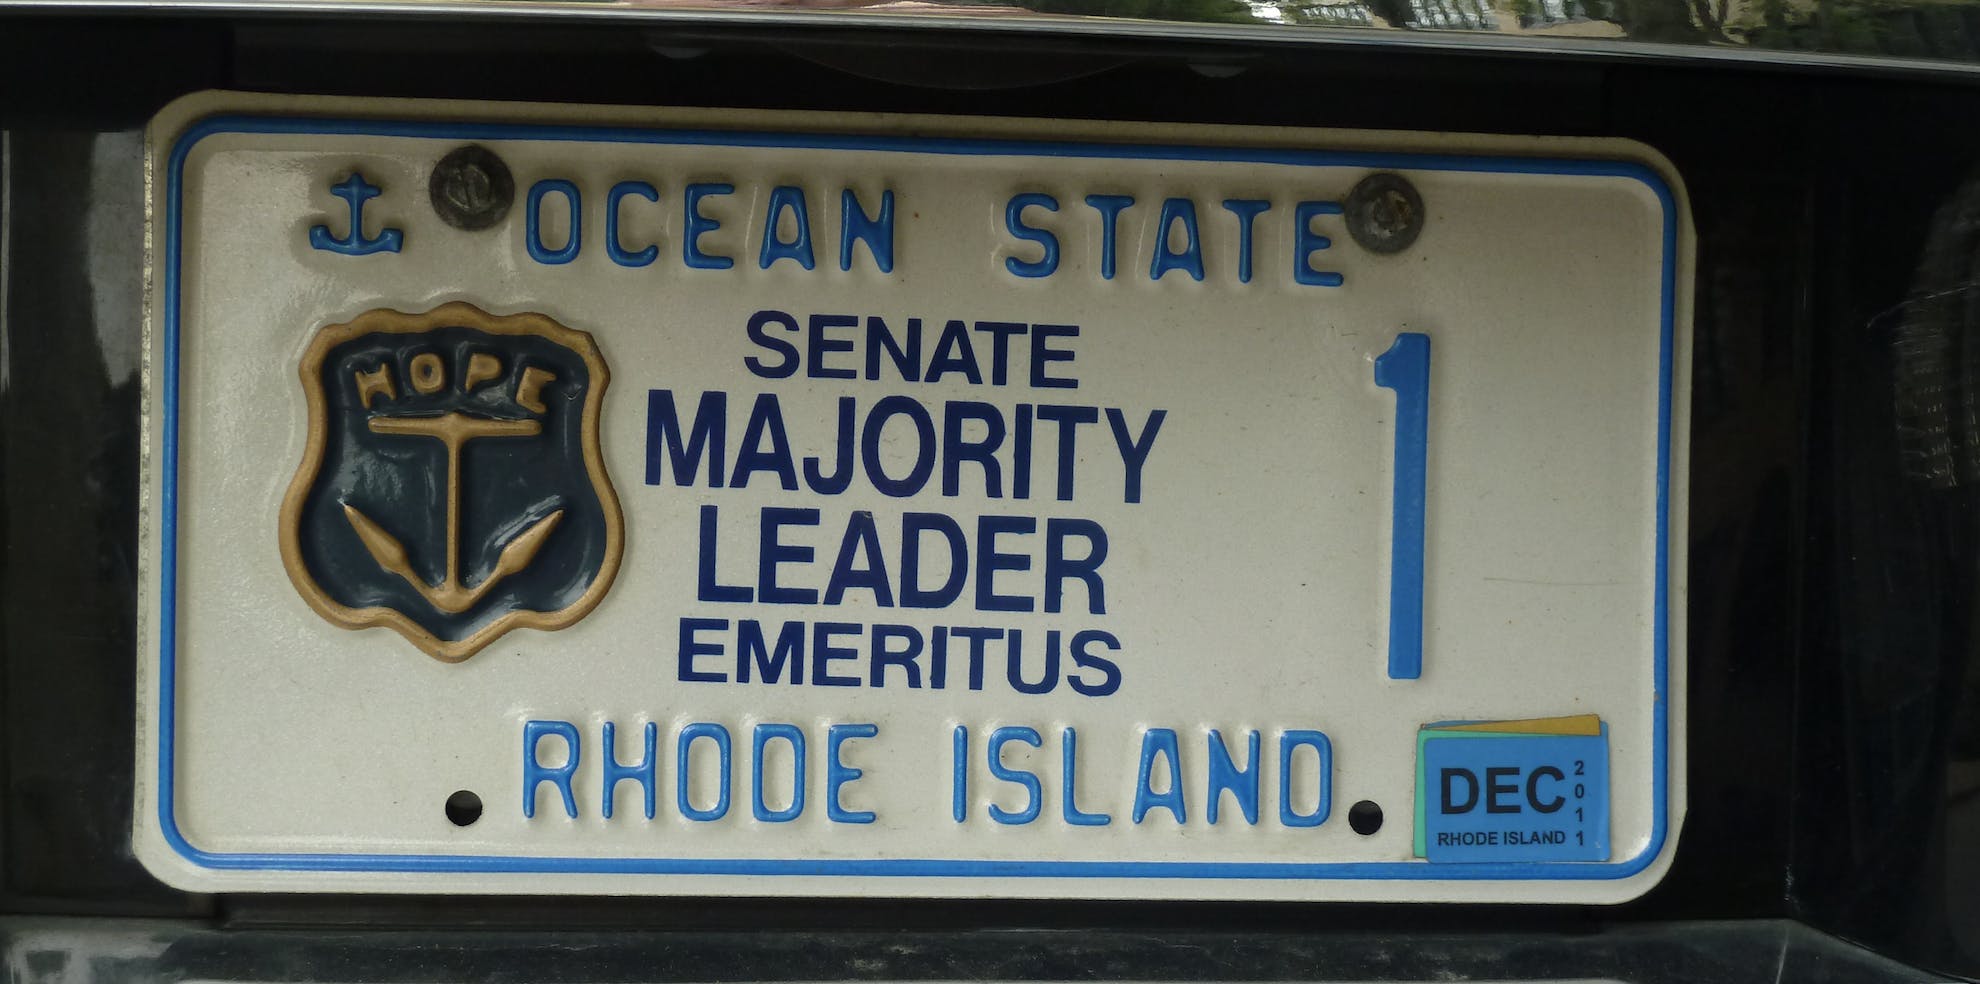 OCEAN STATE
HOPE
SENATE
MAJORITY
LEADER
EMERITUS
1
RHODE ISLAND
DEC 2011
RHODE ISLAND